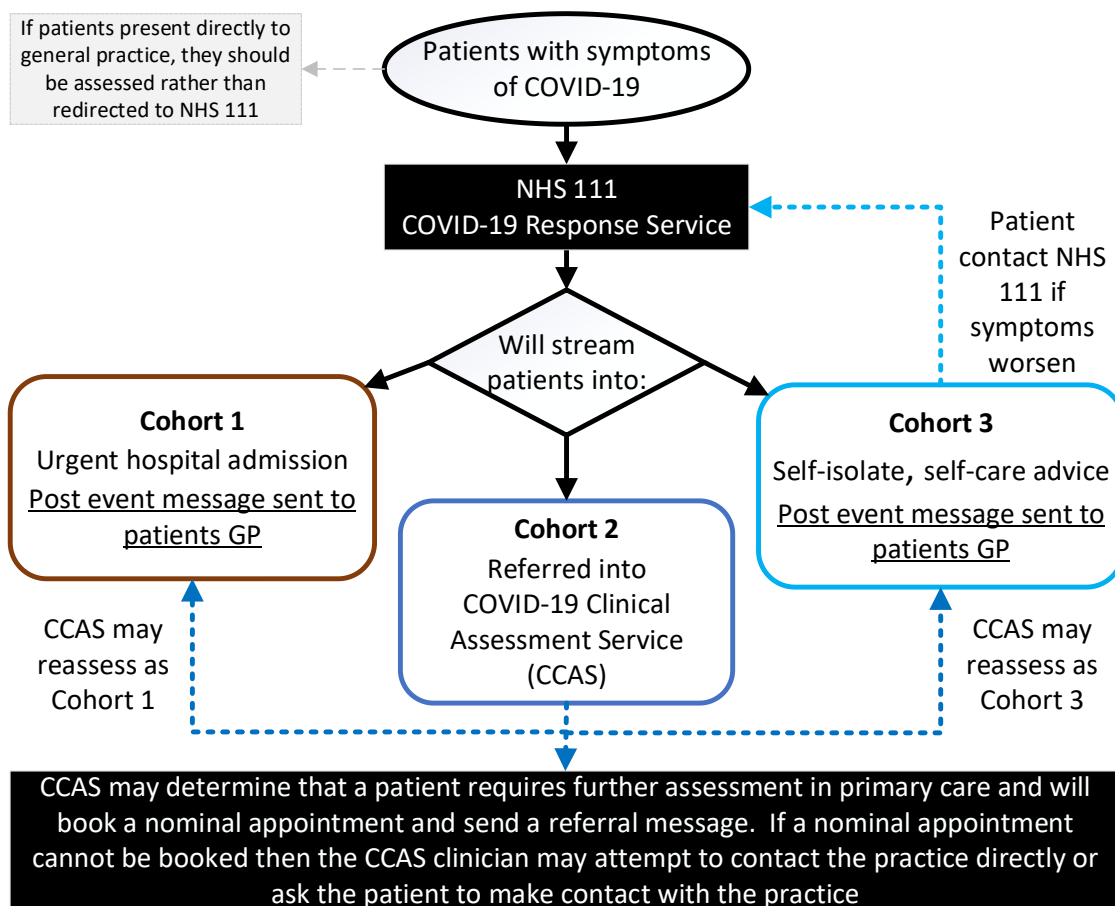 If patients present directly to
general practice, they should
be assessed rather than
redirected to NHS 111
Patients with symptoms
of COVID-19
NHS 111
COVID-19 Response Service
Patient
contact NHS
111 if
symptoms
worsen
Will stream
patients into:
Cohort 1
Urgent hospital admission
Post event message sent to
patients GP
Cohort 2
Referred into
COVID-19 Clinical
Assessment Service
(CCAS)
Cohort 3
Self-isolate, self-care advice
Post event message sent to
patients GP
CCAS may
reassess as
Cohort 1
CCAS may
reassess as
Cohort 3
CCAS may determine that a patient requires further assessment in primary care and will
book a nominal appointment and send a referral message.  If a nominal appointment
cannot be booked then the CCAS clinician may attempt to contact the practice directly or
ask the patient to make contact with the practice